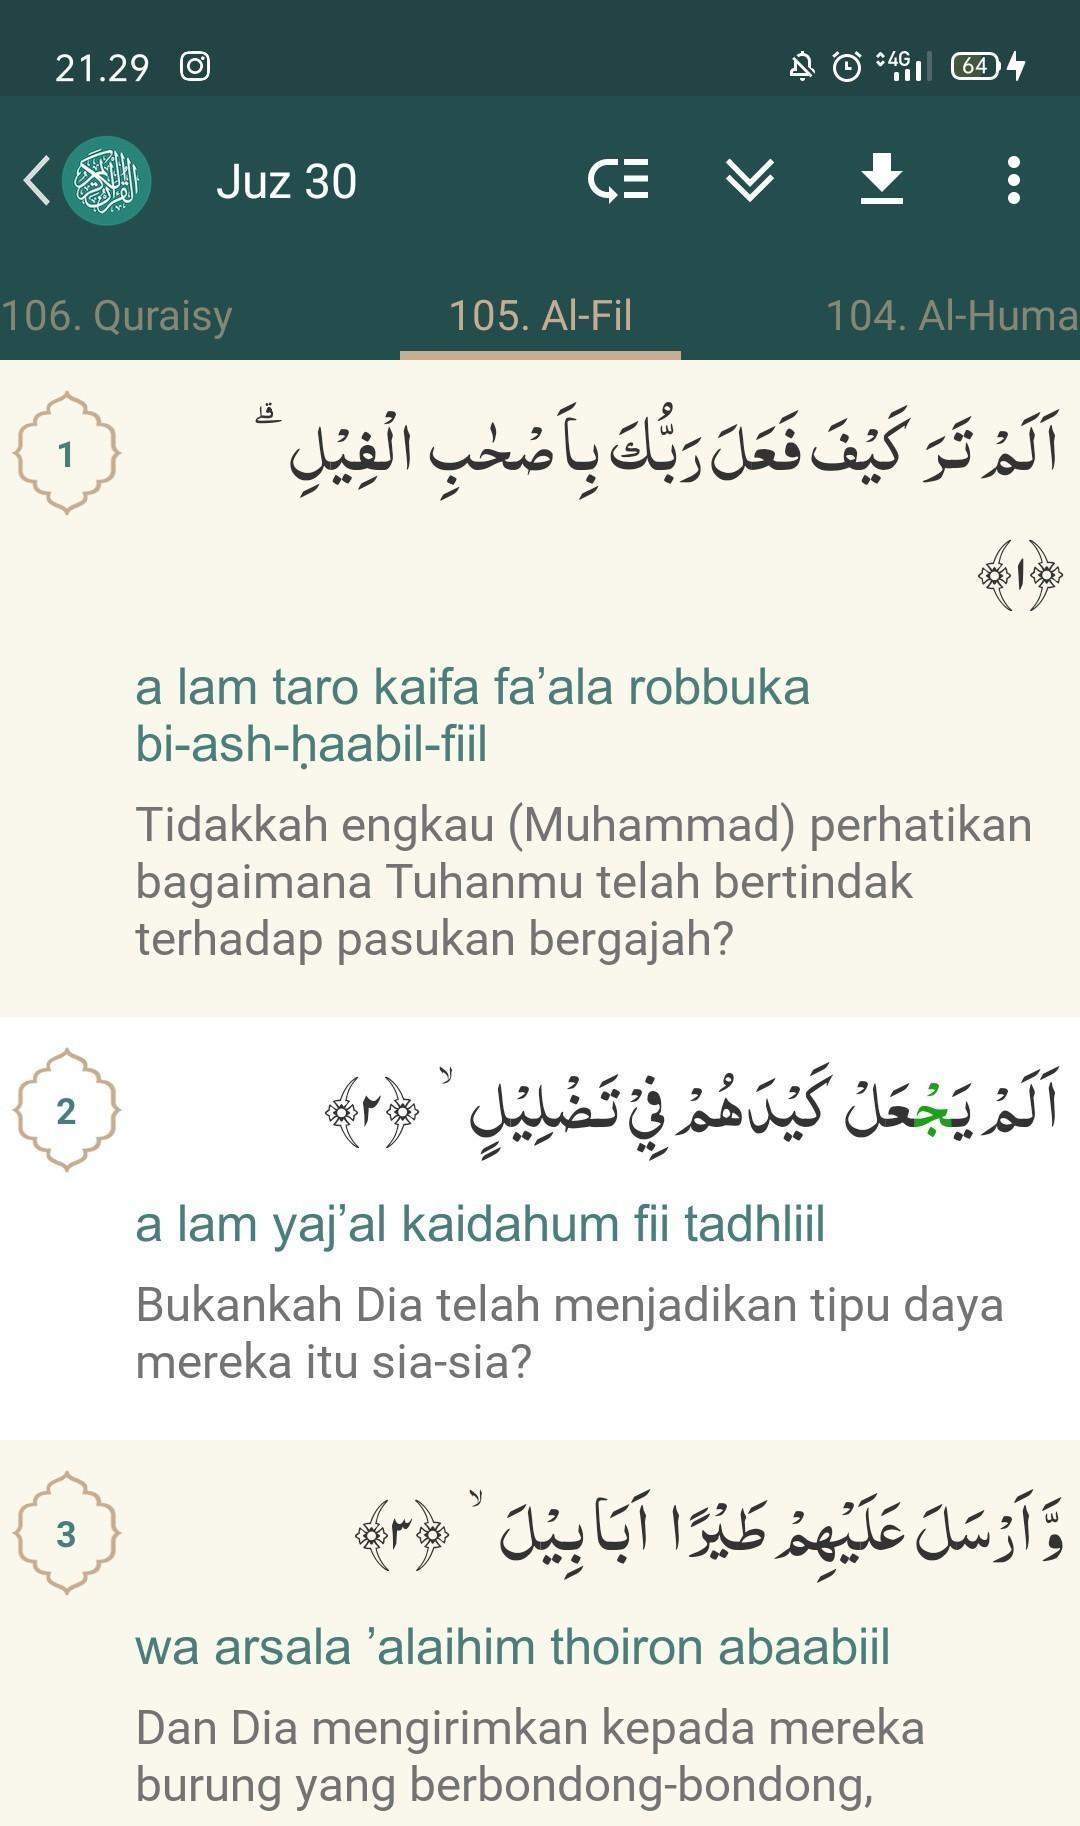 21.29
4G 64
Juz 30
106. Quraisy 105. Al-Fil 104. Al-Huma
1
اَلَمْ تَرَ كَيْفَ فَعَلَ رَبُّكَ بِاَصْحٰبِ الْفِيْلِ ۗ
﴿١﴾
a lam taro kaifa fa’ala robbuka
bi-ash-ḥaabil-fiil
Tidakkah engkau (Muhammad) perhatikan
bagaimana Tuhanmu telah bertindak
terhadap pasukan bergajah?
2
اَلَمْ يَجْعَلْ كَيْدَهُمْ فِيْ تَضْلِيْلٍ ۙ ﴿٢﴾
a lam yaj’al kaidahum fii tadhliil
Bukankah Dia telah menjadikan tipu daya
mereka itu sia-sia?
3
وَّاَرْسَلَ عَلَيْهِمْ طَيْرًا اَبَابِيْلَ ۙ ﴿٣﴾
wa arsala ’alaihim thoiron abaabiil
Dan Dia mengirimkan kepada mereka
burung yang berbondong-bondong,